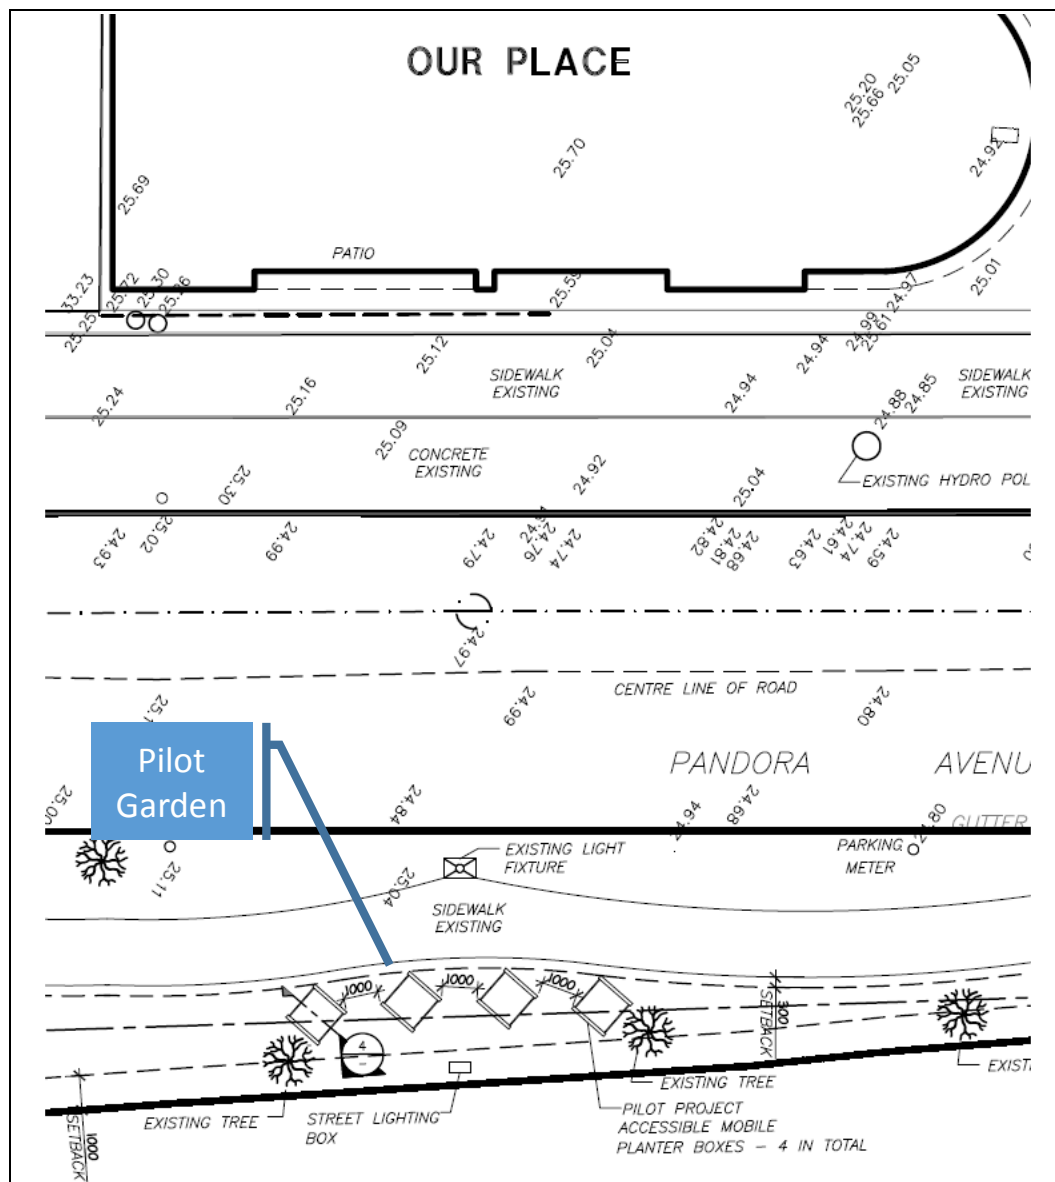 OUR PLACE
25.20
25.66
25.05
25.70
24.92
25.69
PATIO
33.23
25.72
25.30
25.26
25.25
25.59
24.97
25.01
24.99
25.61
25.12
25.04
24.94
SIDEWALK
EXISTING
SIDEWALK
EXISTING
25.24
25.16
24.94
24.88
24.85
25.09
CONCRETE
EXISTING
24.92
25.30
25.04
EXISTING HYDRO POL
24.93
25.02
24.99
24.79
24.76
24.74
24.82
24.81
24.68
24.63
24.61
24.74
24.59
24.97
CENTRE LINE OF ROAD
24.99
24.80
Pilot
Garden
PANDORA AVENU
25.00
24.84
24.68
GUTTER
25.11
EXISTING LIGHT
FIXTURE
PARKING
METER
25.04
SIDEWALK
EXISTING
1000
1000
1000
300
SETBACK
4
EXISTING TREE
STREET LIGHTING
BOX
EXISTING TREE
EXISTI
PILOT PROJECT
ACCESSIBLE MOBILE
PLANTER BOXES - 4 IN TOTAL
1000
SETBACK